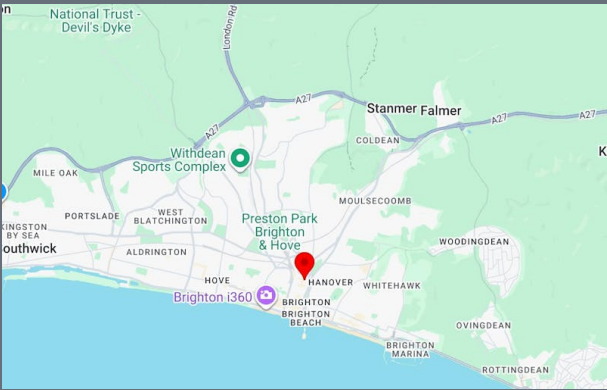 on
National Trust -
Devil's Dyke
London Rd
A27
Stanmer
Falmer
A27
A27
A27
COLDEAN
K
Withdean
Sports Complex
MILE OAK
MOULSECOOMB
PORTSLADE
WEST
BLATCHINGTON
Preston Park
Brighton
& Hove
KINGSTON
BY SEA
outhwick
WOODINGDEAN
ALDRINGTON
HOVE
HANOVER
WHITEHAWK
Brighton i360
BRIGHTON
BRIGHTON
BEACH
OVINGDEAN
BRIGHTON
MARINA
ROTTINGDEAN